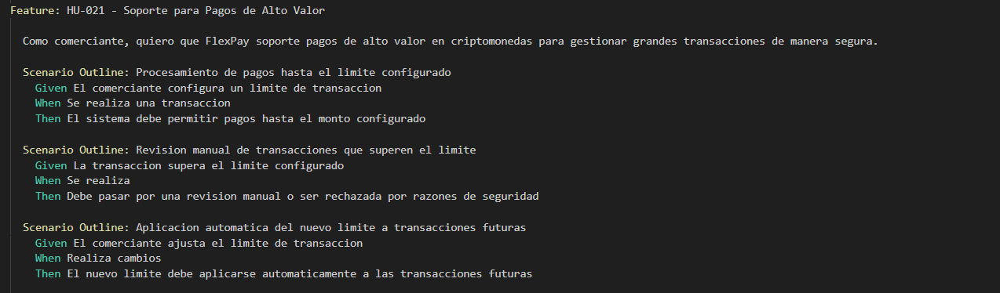 Feature: HU-021 - Soporte para Pagos de Alto Valor
Como comerciante, quiero que FlexPay soporte pagos de alto valor en criptomonedas para gestionar grandes transacciones de manera segura.
Scenario Outline: Procesamiento de pagos hasta el limite configurado
Given El comerciante configura un limite de transaccion
When Se realiza una transaccion
Then El sistema debe permitir pagos hasta el monto configurado
Scenario Outline: Revision manual de transacciones que superen el limite
Given La transaccion supera el limite configurado
When Se realiza
Then Debe pasar por una revision manual o ser rechazada por razones de seguridad
Scenario Outline: Aplicacion automatica del nuevo limite a transacciones futuras
Given El comerciante ajusta el limite de transaccion
When Realiza cambios
Then El nuevo limite debe aplicarse automaticamente a las transacciones futuras